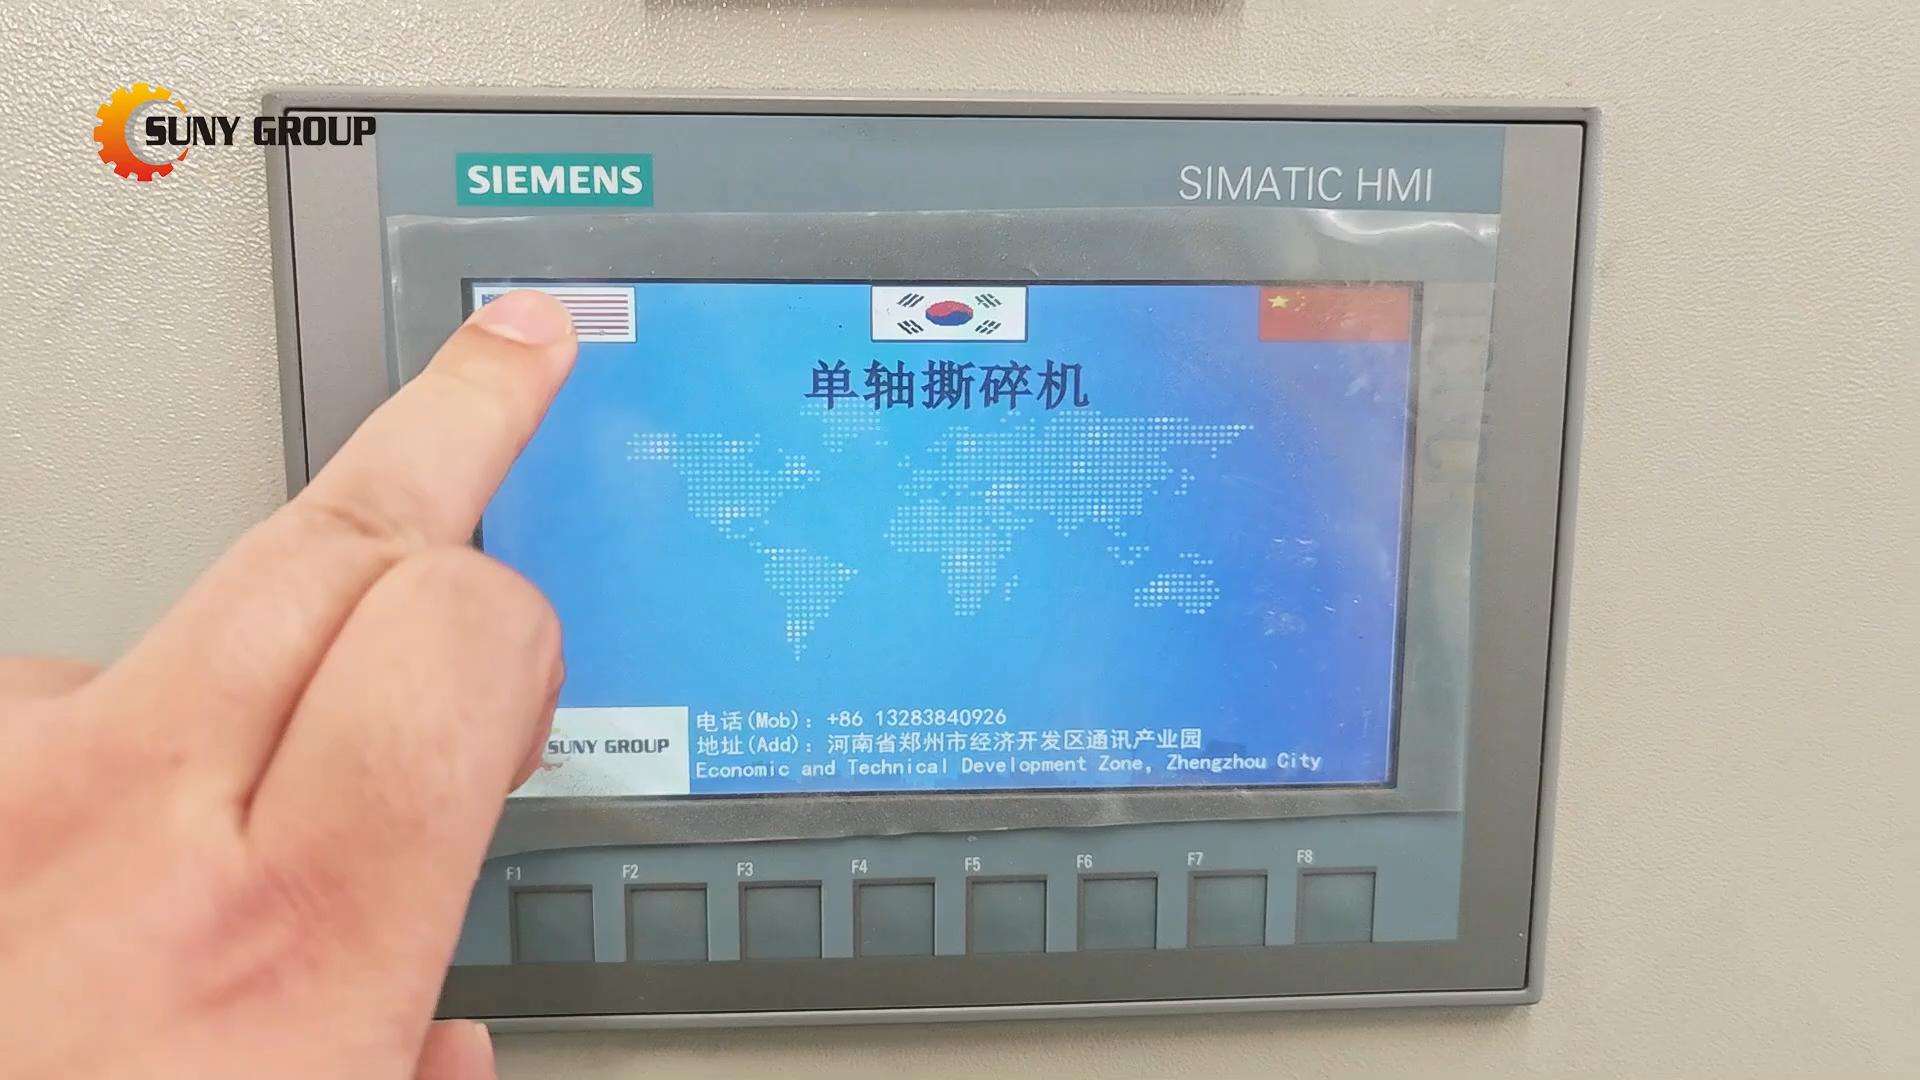 SUNY GROUP
SIEMENS
SIMATIC HMI
单轴撕碎机
SUNY GROUP
电话(Mob): +86 13283840926
地址(Add): 河南省郑州市经济开发区通讯产业园
Economic and Technical Development Zone, Zhengzhou City
F1 F2 F3 F4 F5 F6 F7 F8